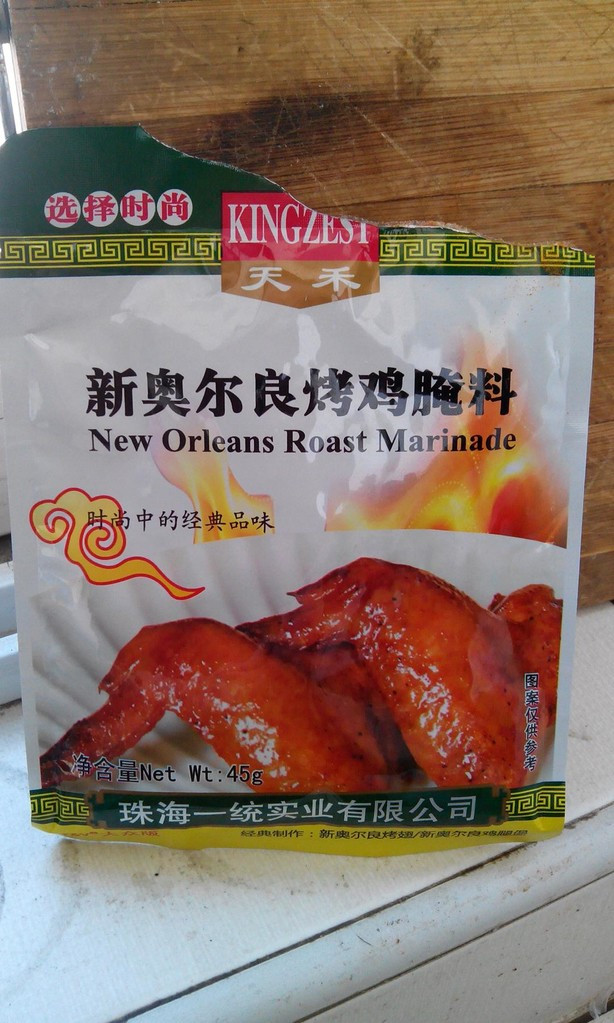 选择时尚
KINGZEST
天禾
新奥尔良烤鸡腌料
New Orleans Roast Marinade
时尚中的经典品味
图案仅供参考
净含量Net Wt:45g
珠海一统实业有限公司
大众版
经典制作：新奥尔良烤翅/新奥尔良鸡腿